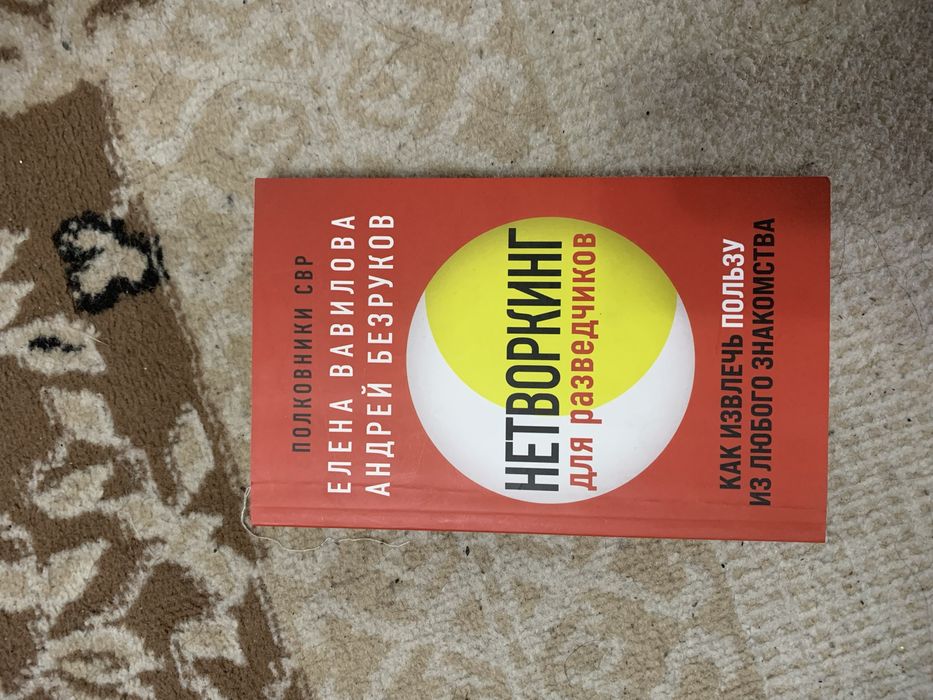 ПОЛКОВНИКИ СВР
ЕЛЕНА ВАВИЛОВА
АНДРЕЙ БЕЗРУКОВ
НЕТВОРКИНГ
для разведчиков
КАК ИЗВЛЕЧЬ ПОЛЬЗУ
ИЗ ЛЮБОГО ЗНАКОМСТВА